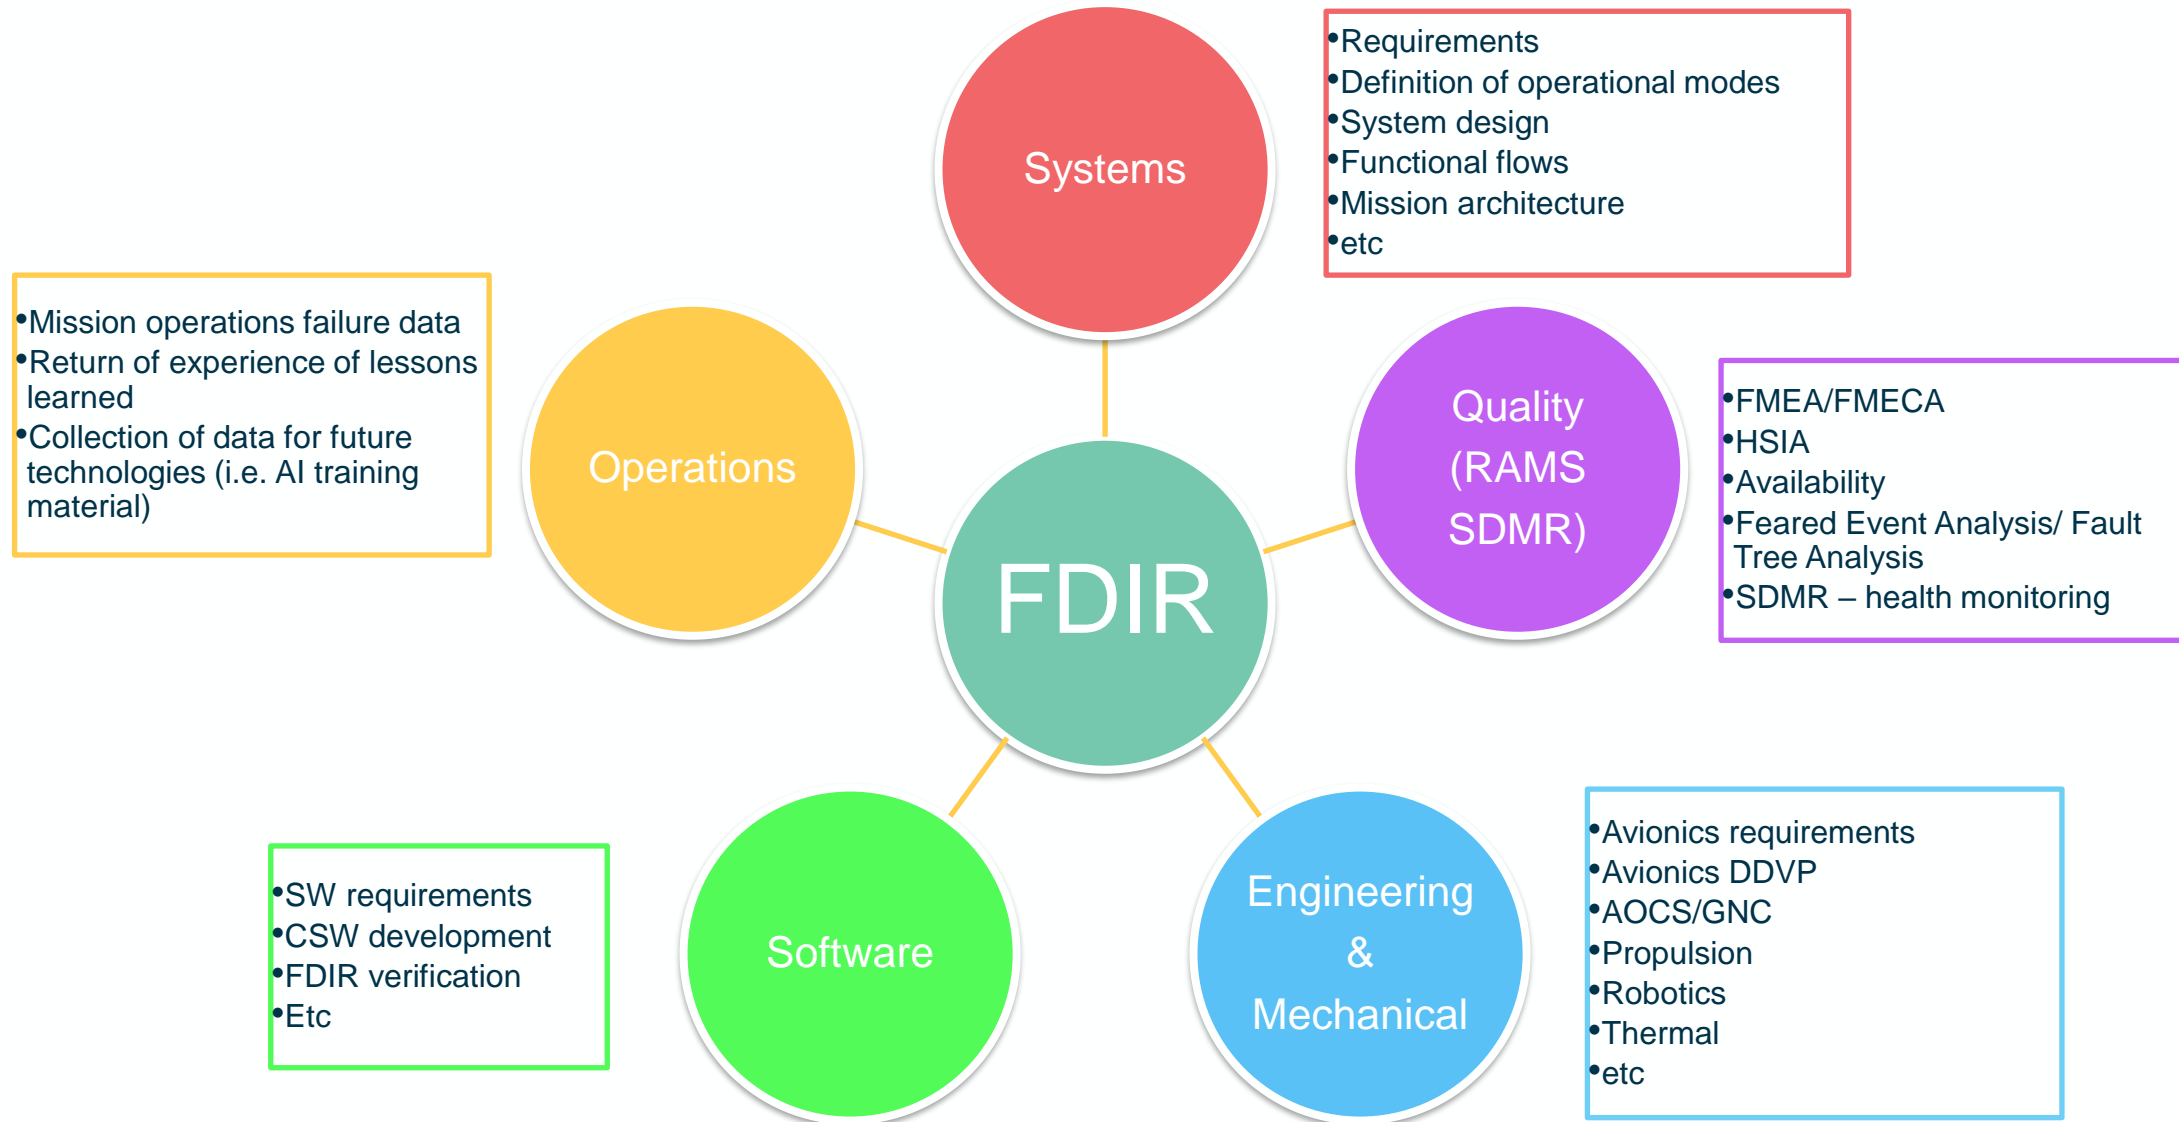 Systems
•Requirements
•Definition of operational modes
•System design
•Functional flows
•Mission architecture
•etc
•Mission operations failure data
•Return of experience of lessons
learned
•Collection of data for future
technologies (i.e. AI training
material)
Operations
Quality
(RAMS
SDMR)
•FMEA/FMECA
•HSIA
•Availability
•Feared Event Analysis/ Fault
Tree Analysis
•SDMR – health monitoring
FDIR
•SW requirements
•CSW development
•FDIR verification
•Etc
Software
Engineering
&
Mechanical
•Avionics requirements
•Avionics DDVP
•AOCS/GNC
•Propulsion
•Robotics
•Thermal
•etc